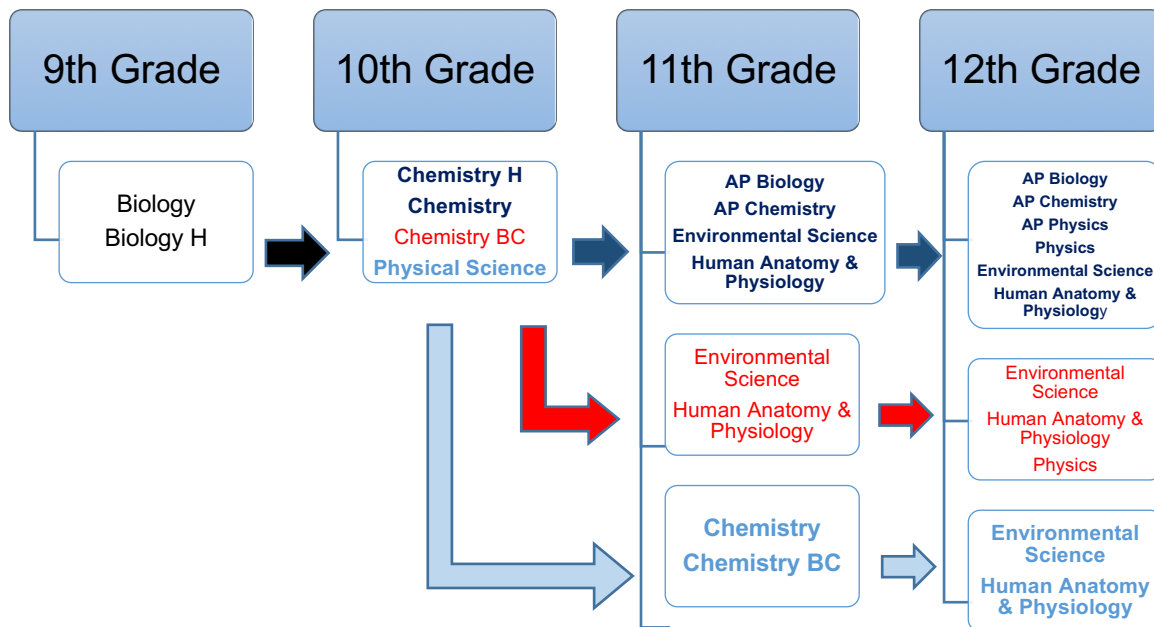 9th Grade
Biology
Biology H
10th Grade
Chemistry H
Chemistry
Chemistry BC
Physical Science
11th Grade
AP Biology
AP Chemistry
Environmental Science
Human Anatomy &
Physiology
Environmental
Science
Human Anatomy &
Physiology
Chemistry
Chemistry BC
12th Grade
AP Biology
AP Chemistry
AP Physics
Physics
Environmental Science
Human Anatomy &
Physiology
Environmental
Science
Human Anatomy &
Physiology
Physics
Environmental
Science
Human Anatomy
& Physiology